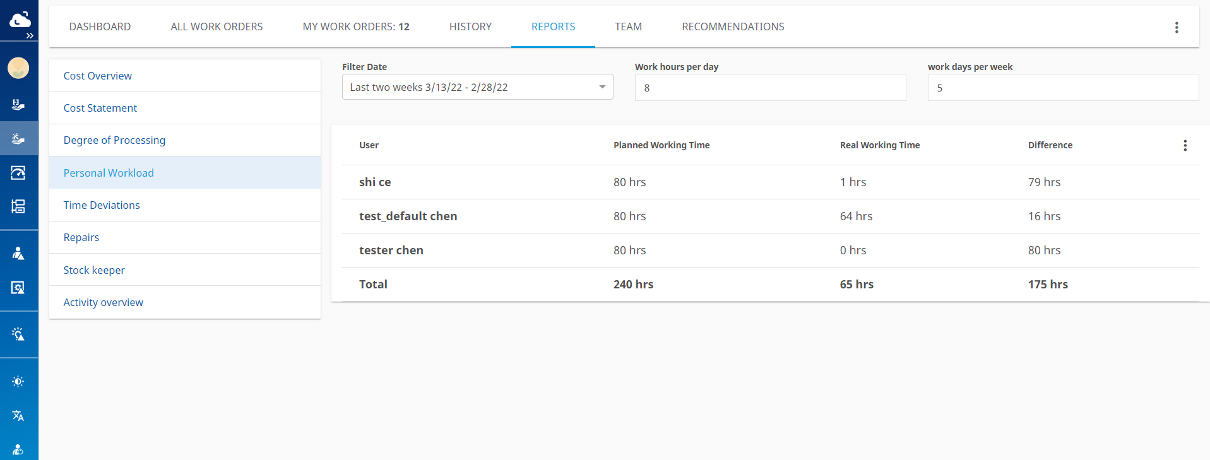 DASHBOARD ALL WORK ORDERS MY WORK ORDERS: 12 HISTORY REPORTS TEAM RECOMMENDATIONS
Cost Overview
Cost Statement
Degree of Processing
Personal Workload
Time Deviations
Repairs
Stock keeper
Activity overview
Filter Date Work hours per day work days per week
Last two weeks 3/13/22 - 2/28/22 8 5
User Planned Working Time Real Working Time Difference
shi ce 80 hrs 1 hrs 79 hrs
test_default chen 80 hrs 64 hrs 16 hrs
tester chen 80 hrs 0 hrs 80 hrs
Total 240 hrs 65 hrs 175 hrs